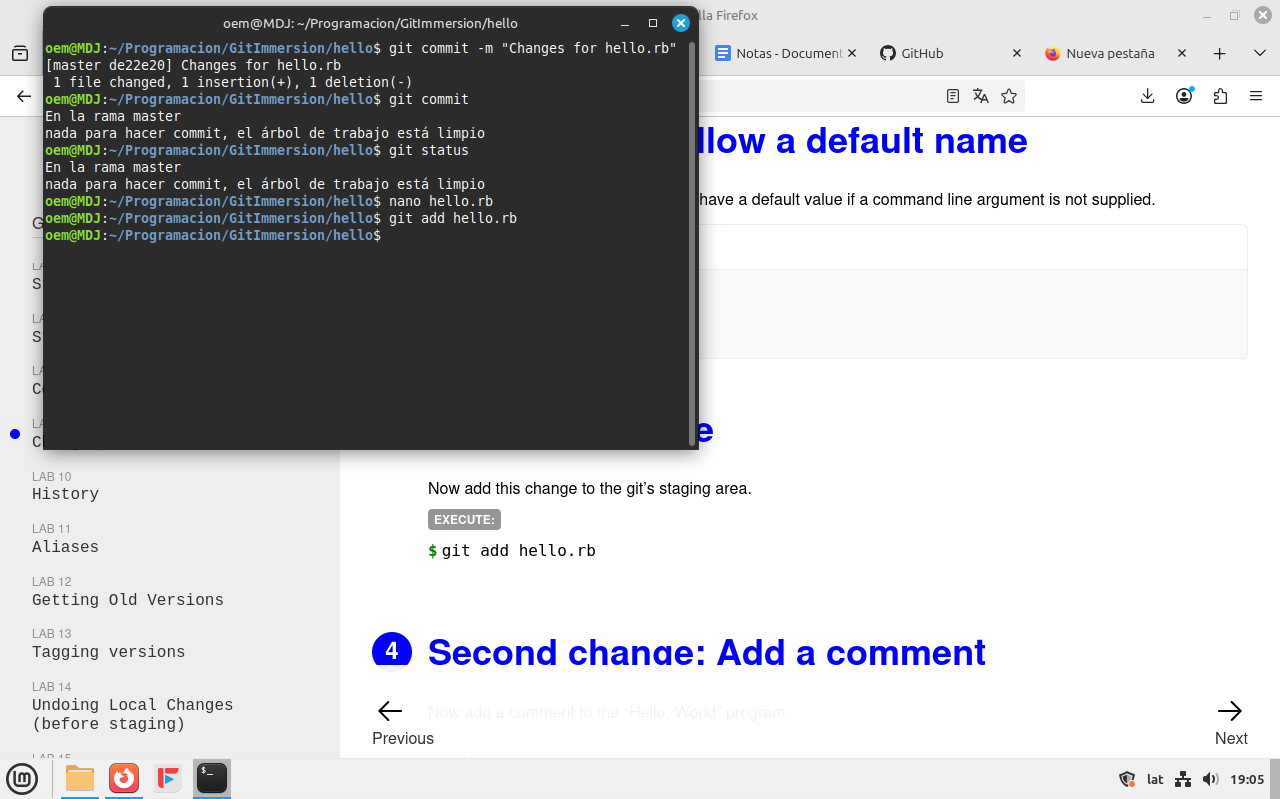 oem@MDJ: ~/Programacion/GitImmersion/hello
oem@MDJ:~/Programacion/GitImmersion/hello$ git commit -m "Changes for hello.rb"
[master de22e20] Changes for hello.rb
 1 file changed, 1 insertion(+), 1 deletion(-)
oem@MDJ:~/Programacion/GitImmersion/hello$ git commit
En la rama master
nada para hacer commit, el árbol de trabajo está limpio
oem@MDJ:~/Programacion/GitImmersion/hello$ git status
En la rama master
nada para hacer commit, el árbol de trabajo está limpio
oem@MDJ:~/Programacion/GitImmersion/hello$ nano hello.rb
oem@MDJ:~/Programacion/GitImmersion/hello$ git add hello.rb
oem@MDJ:~/Programacion/GitImmersion/hello$
Firefox
Notas - Document
GitHub
Nueva pestaña
llow a default name
have a default value if a command line argument is not supplied.
LAB 10
History
LAB 11
Aliases
LAB 12
Getting Old Versions
LAB 13
Tagging versions
LAB 14
Undoing Local Changes
(before staging)
Now add this change to the git's staging area.
EXECUTE:
$ git add hello.rb
4 Second change: Add a comment
Now add a comment to the "Hello, World" program.
Previous
Next
lat
19:05